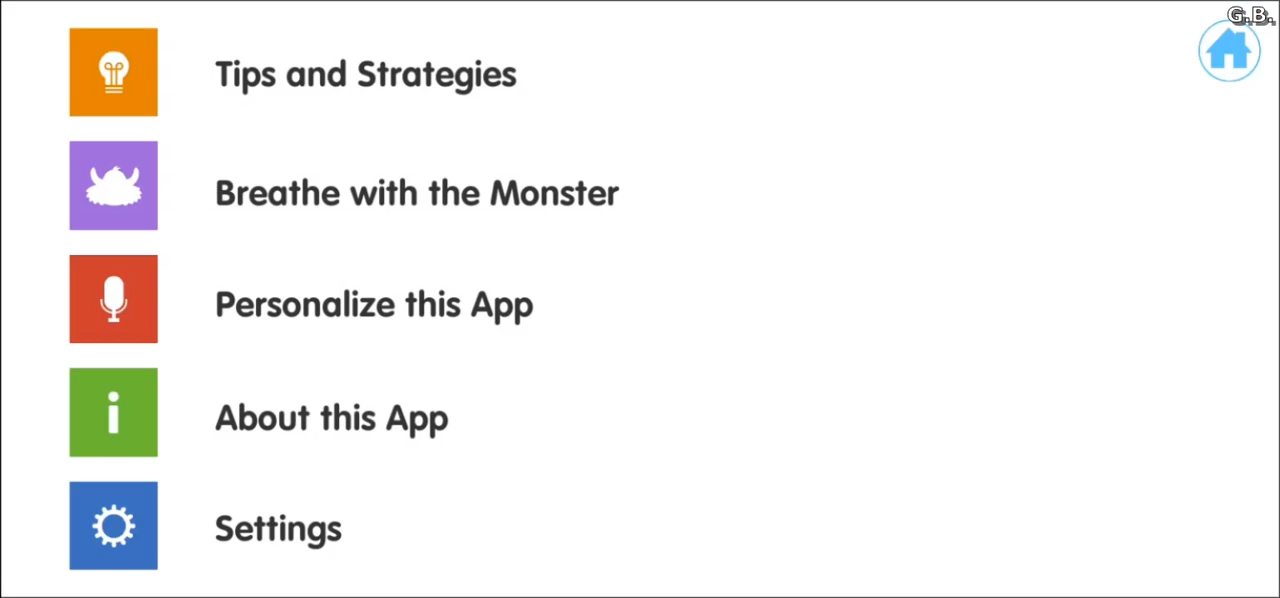 G.B.
Tips and Strategies
Breathe with the Monster
Personalize this App
About this App
Settings